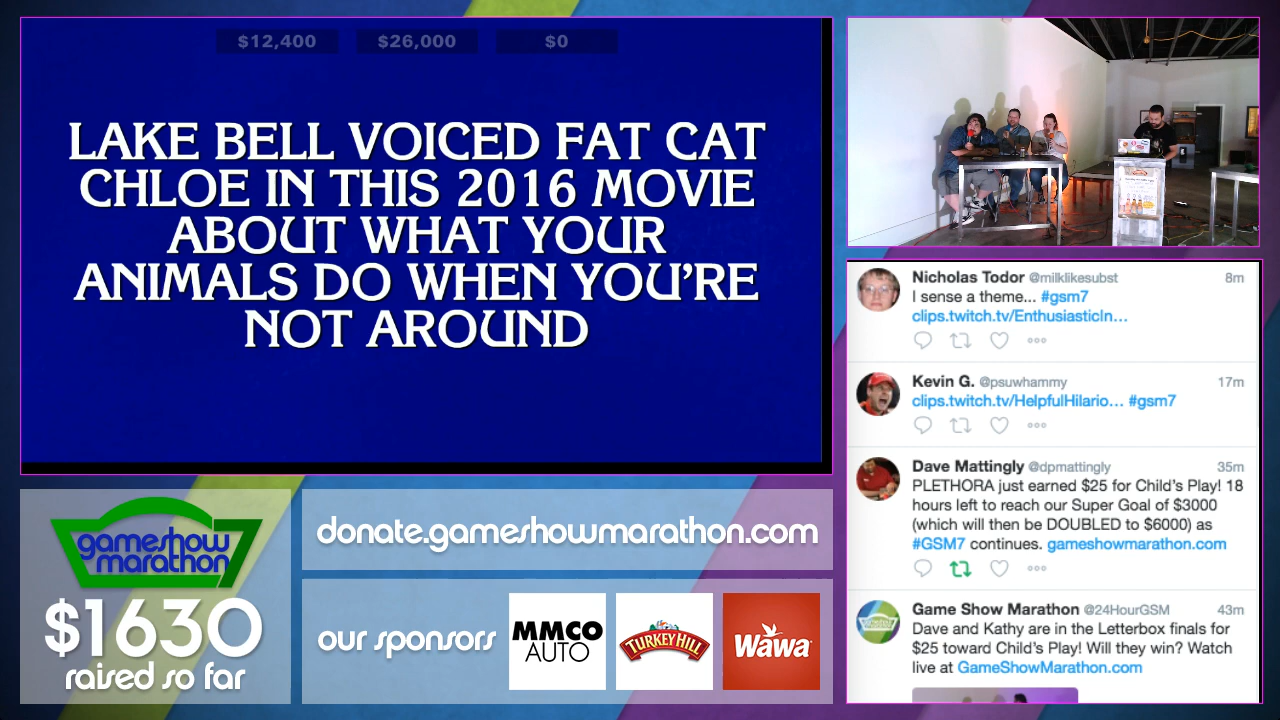 $12,400 $26,000 $0
LAKE BELL VOICED FAT CAT
CHLOE IN THIS 2016 MOVIE
ABOUT WHAT YOUR
ANIMALS DO WHEN YOU'RE
NOT AROUND
Nicholas Todor @milklikesubst 8m
I sense a theme... #gsm7
clips.twitch.tv/EnthusiasticIn…
Kevin G. @psuwhammy 17m
clips.twitch.tv/HelpfulHilario… #gsm7
Dave Mattingly @dpmattingly 35m
PLETHORA just earned $25 for Child's Play! 18
hours left to reach our Super Goal of $3000
(which will then be DOUBLED to $6000) as
#GSM7 continues. gameshowmarathon.com
Game Show Marathon @24HourGSM 43m
Dave and Kathy are in the Letterbox finals for
$25 toward Child's Play! Will they win? Watch
live at GameShowMarathon.com
gameshow
marathon
$1630
raised so far
donate.gameshowmarathon.com
our sponsors
MMCO
AUTO
TURKEY HILL
Wawa